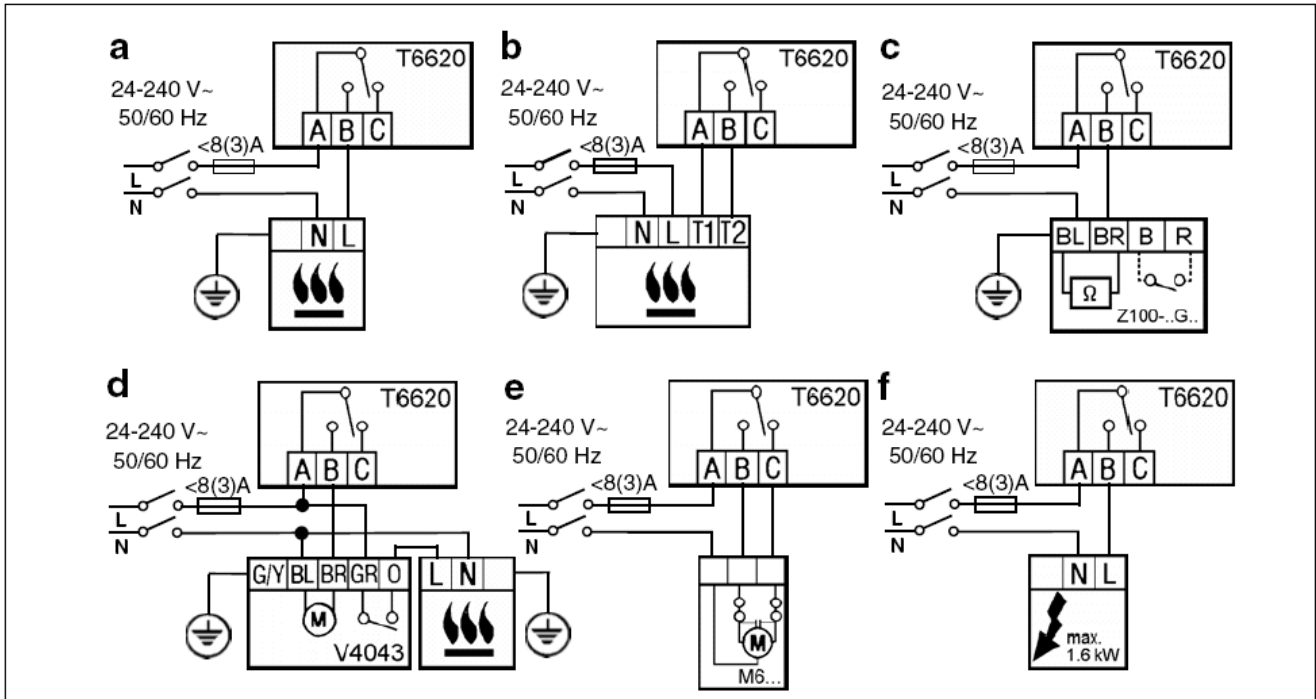 a
T6620
24-240 V~
50/60 Hz
A B C
<8(3)A
L
N
N L
b
T6620
24-240 V~
50/60 Hz
A B C
<8(3)A
L
N
N L T1 T2
c
T6620
24-240 V~
50/60 Hz
A B C
<8(3)A
L
N
BL BR B R
Ω
Z100-..G..
d
T6620
24-240 V~
50/60 Hz
A B C
<8(3)A
L
N
G/Y BL BR GR O
L N
M
V4043
e
T6620
24-240 V~
50/60 Hz
A B C
<8(3)A
L
N
M
M6...
f
T6620
24-240 V~
50/60 Hz
A B C
<8(3)A
L
N
N L
max.
1.6 kW